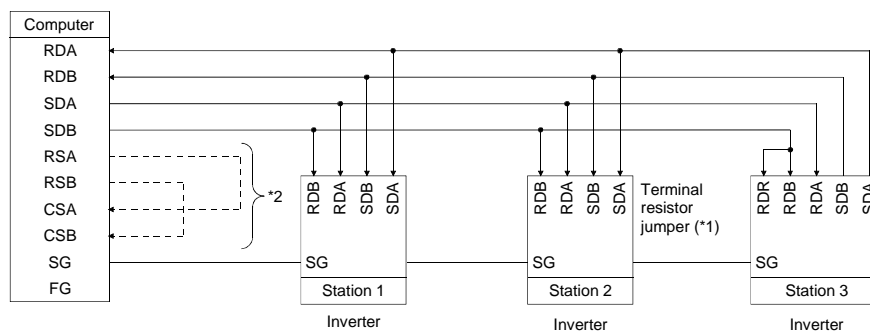 Computer
RDA
RDB
SDA
SDB
RSA
RSB
CSA
CSB
SG
FG
*2
RDB RDA SDB SDA
SG
Station 1
Inverter
RDB RDA SDB SDA
SG
Station 2
Inverter
Terminal
resistor
jumper (*1)
RDR RDB RDA SDB SDA
SG
Station 3
Inverter